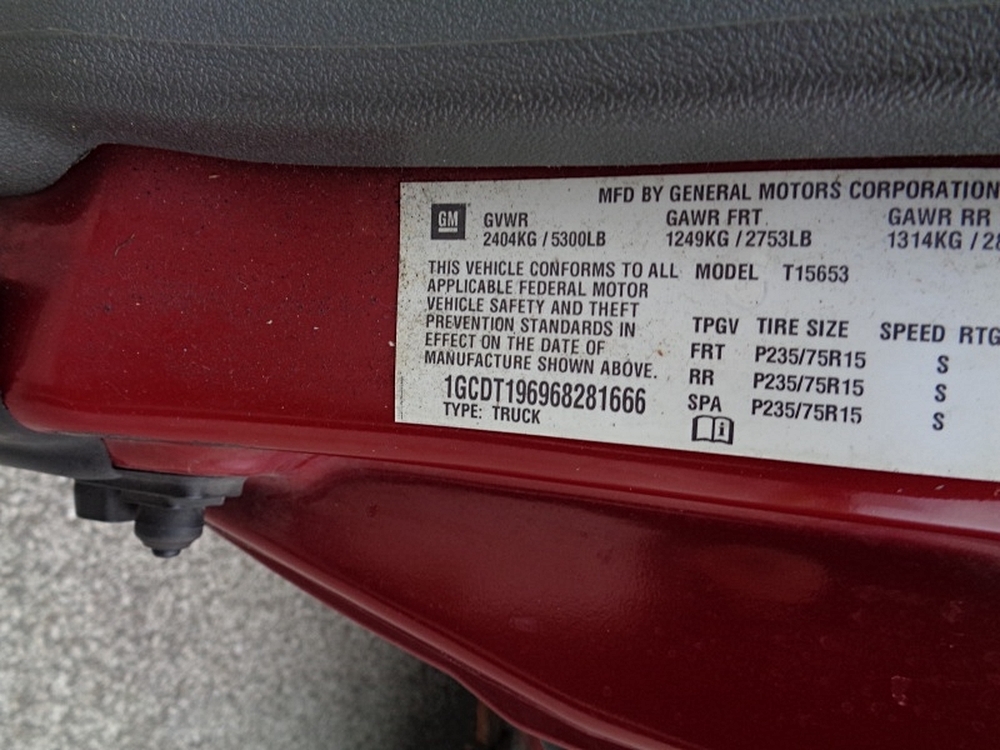 MFD BY GENERAL MOTORS CORPORATION
GM
GVWR GAWR FRT GAWR RR
2404KG / 5300LB 1249KG / 2753LB 1314KG /
THIS VEHICLE CONFORMS TO ALL
APPLICABLE FEDERAL MOTOR
VEHICLE SAFETY AND THEFT
PREVENTION STANDARDS IN
EFFECT ON THE DATE OF
MANUFACTURE SHOWN ABOVE.
1GCDT196968281666
TYPE: TRUCK
MODEL T15653
TPGV TIRE SIZE SPEED RTG
FRT P235/75R15 S
RR P235/75R15 S
SPA P235/75R15 S